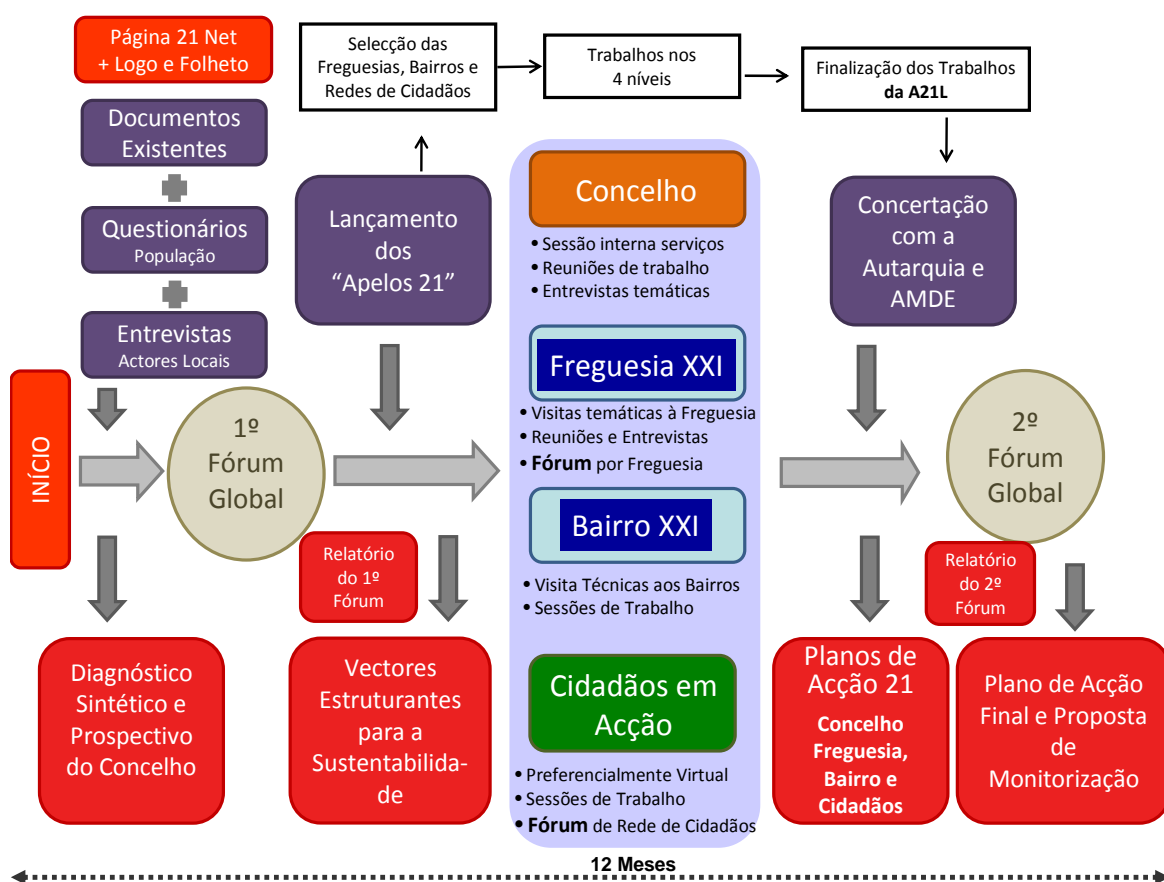 Página 21 Net
+ Logo e Folheto
Selecção das
Freguesias, Bairros e
Redes de Cidadãos
Trabalhos nos
4 níveis
Finalização dos Trabalhos
da A21L
Documentos
Existentes
Questionários
População
Entrevistas
Actores Locais
Lançamento
dos
“Apelos 21”
Concelho
• Sessão interna serviços
• Reuniões de trabalho
• Entrevistas temáticas
Concertação
com a
Autarquia e
AMDE
INÍCIO
1º
Fórum
Global
Freguesia XXI
• Visitas temáticas à Freguesia
• Reuniões e Entrevistas
• Fórum por Freguesia
2º
Fórum
Global
Bairro XXI
• Visita Técnicas aos Bairros
• Sessões de Trabalho
Relatório
do 1º
Fórum
Relatório
do 2º
Fórum
Diagnóstico
Sintético e
Prospectivo
do Concelho
Vectores
Estruturantes
para a
Sustentabilida-
de
Cidadãos em
Acção
• Preferencialmente Virtual
• Sessões de Trabalho
• Fórum de Rede de Cidadãos
Planos de
Acção 21
Concelho
Freguesia,
Bairro e
Cidadãos
Plano de Acção
Final e Proposta
de
Monitorização
12 Meses